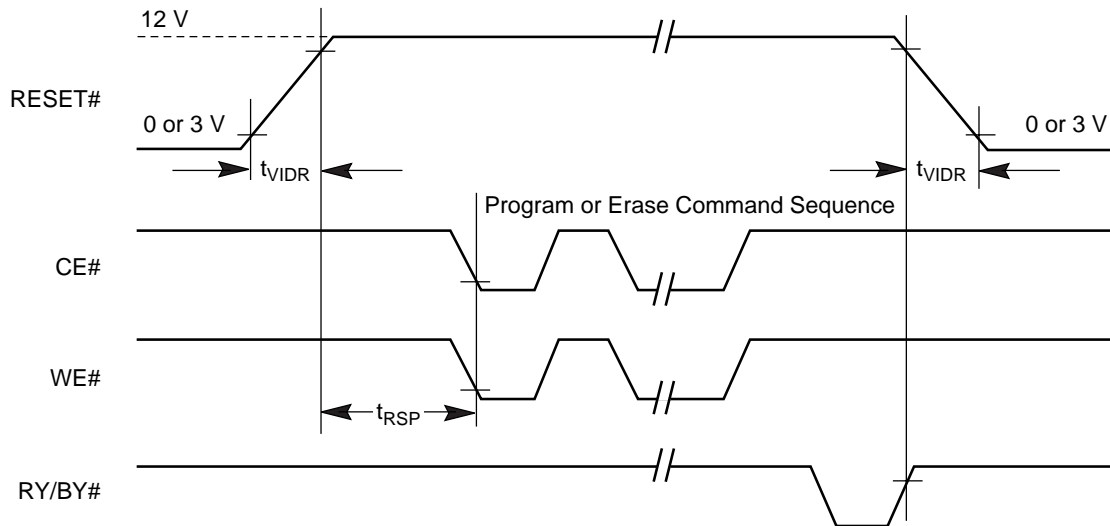 12 V
RESET#
0 or 3 V
0 or 3 V
tVIDR
tVIDR
Program or Erase Command Sequence
CE#
WE#
tRSP
RY/BY#